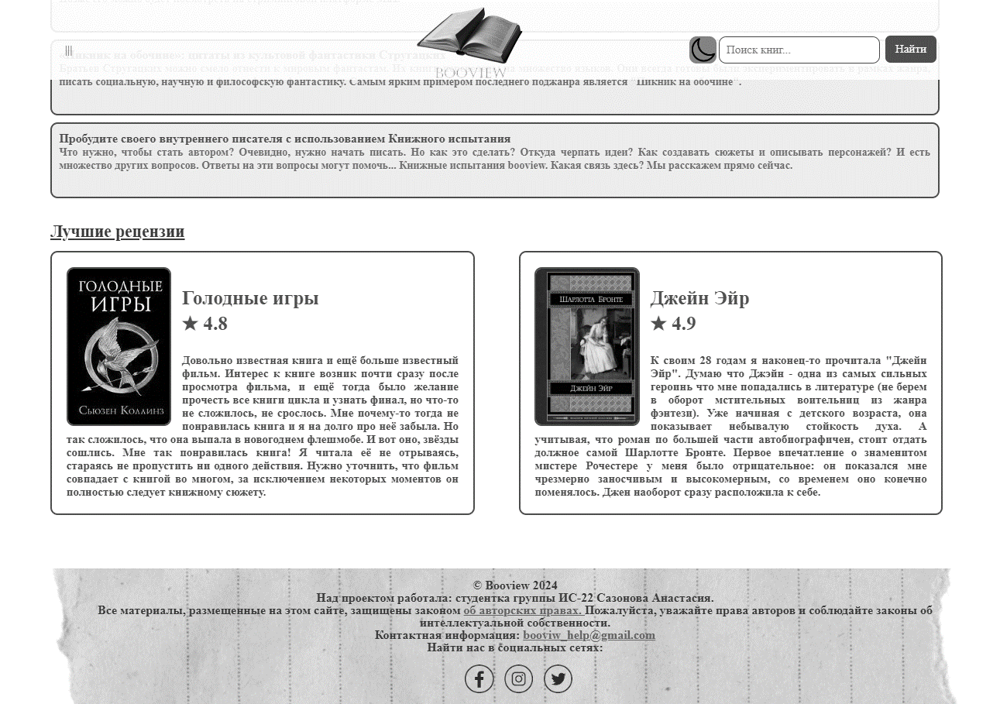 BOOVIEW
Поиск книг...
Найти
«Пикник на обочине»: цитаты из культовой фантастики Стругацких
Братьев Стругацких можно смело отнести к мировым фантастам. Их книги на множество языков. Они всегда готовы были экспериментировать в рамках жанра,
писать социальную, научную и философскую фантастику. Самым ярким примером последнего поджанра является "Пикник на обочине".
Пробудите своего внутреннего писателя с использованием Книжного испытания
Что нужно, чтобы стать автором? Очевидно, нужно начать писать. Но как это сделать? Откуда черпать идеи? Как создавать сюжеты и описывать персонажей? И есть
множество других вопросов. Ответы на эти вопросы могут помочь... Книжные испытания booview. Какая связь здесь? Мы расскажем прямо сейчас.
Лучшие рецензии
ГОЛОДНЫЕ
ИГРЫ
Сьюзен Коллинз
Голодные игры
★ 4.8
Довольно известная книга и ещё больше известный
фильм. Интерес к книге возник почти сразу после
просмотра фильма, и ещё тогда было желание
прочесть все книги цикла и узнать финал, но что-то
не сложилось, не срослось. Мне почему-то тогда не
понравилась книга и я на долго про неё забыла. Но
так сложилось, что она выпала в новогоднем флешмобе. И вот оно, звёзды
сошлись. Мне так понравилась книга! Я читала её не отрываясь,
стараясь не пропустить ни одного действия. Нужно уточнить, что фильм
совпадает с книгой во многом, за исключением некоторых моментов он
полностью следует книжному сюжету.
Шарлотта Бронте
Джейн Эйр
Джейн Эйр
★ 4.9
К своим 28 годам я наконец-то прочитала "Джейн
Эйр". Думаю что Джэйн - одна из самых сильных
героинь что мне попадались в литературе (не берем
в оборот мстительных воительниц из жанра
фэнтези). Уже начиная с детского возраста, она
показывает небывалую стойкость духа. А
учитывая, что роман по большей части автобиографичен, стоит отдать
должное самой Шарлотте Бронте. Первое впечатление о знаменитом
мистере Рочестере у меня было отрицательное: он показался мне
чрезмерно заносчивым и высокомерным, со временем оно конечно
поменялось. Джен наоборот сразу расположила к себе.
© Booview 2024
Над проектом работала: студентка группы ИС-22 Сазонова Анастасия.
Все материалы, размещенные на этом сайте, защищены законом об авторских правах. Пожалуйста, уважайте права авторов и соблюдайте законы об
интеллектуальной собственности.
Контактная информация: booviw_help@gmail.com
Найти нас в социальных сетях: